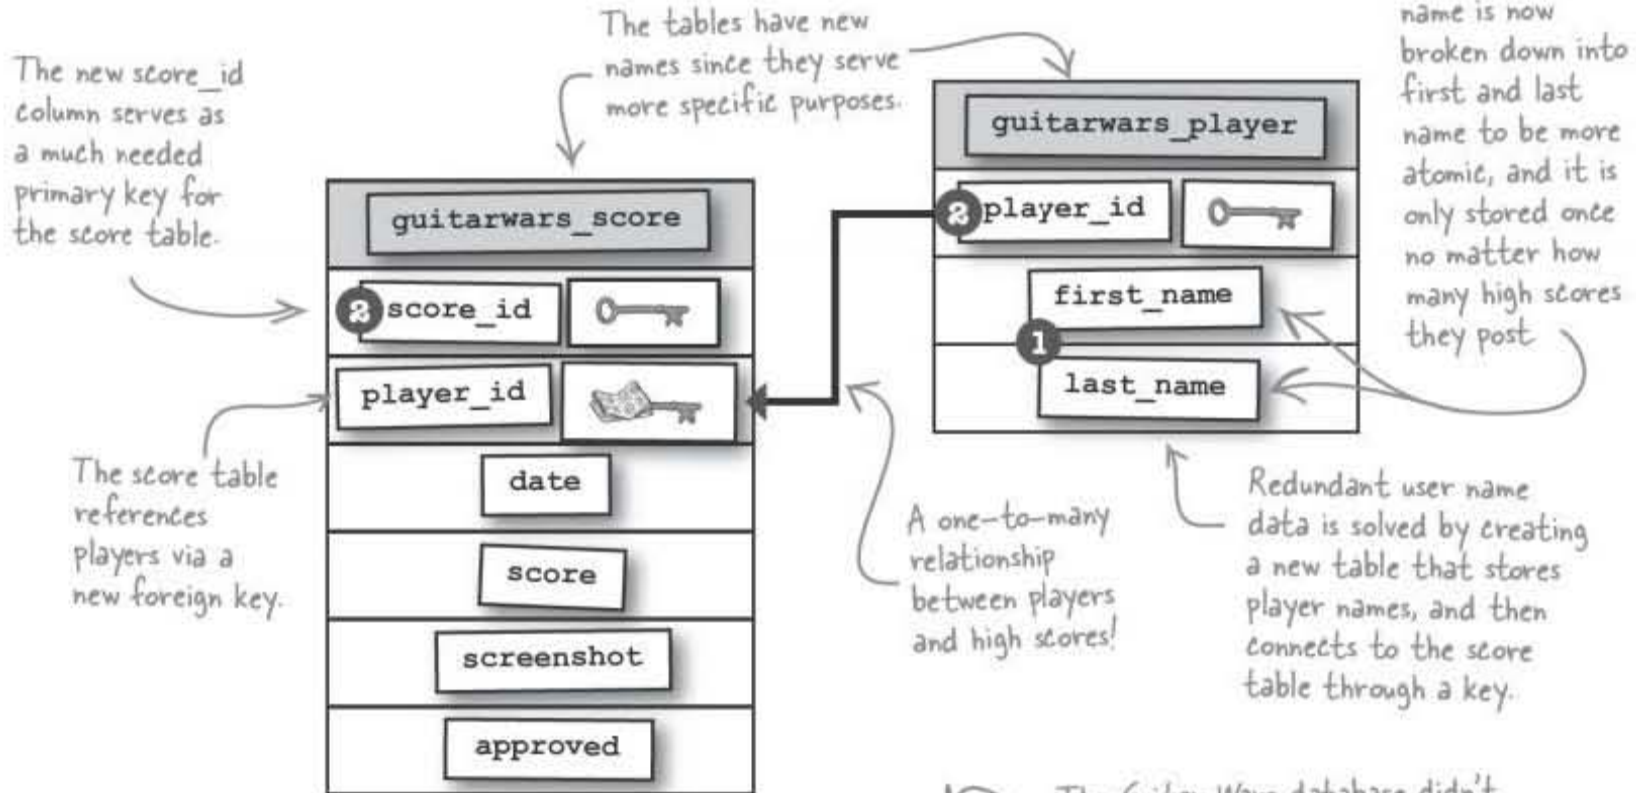 The new score_id
column serves as
a much needed
primary key for
the score table.
The tables have new
names since they serve
more specific purposes.
name is now
broken down into
first and last
name to be more
atomic, and it is
only stored once
no matter how
many high scores
they post
guitarwars_player
2 player_id
first_name
1
last_name
guitarwars_score
2 score_id
player_id
date
score
screenshot
approved
The score table
references
players via a
new foreign key.
A one-to-many
relationship
between players
and high scores!
Redundant user name
data is solved by creating
a new table that stores
player names, and then
connects to the score
table through a key.
The Guitar Wars database didn't